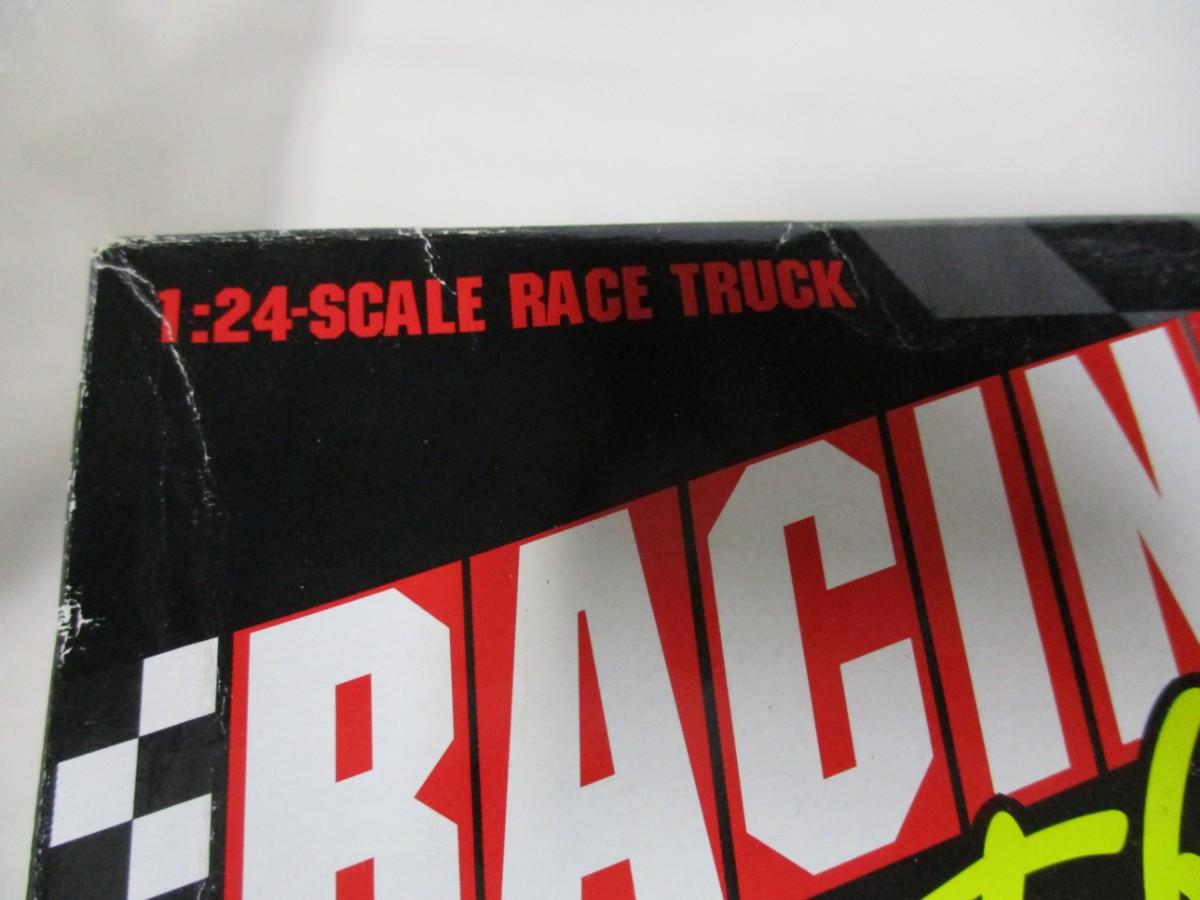 1:24-SCALE RACE TRUCK
RACIN